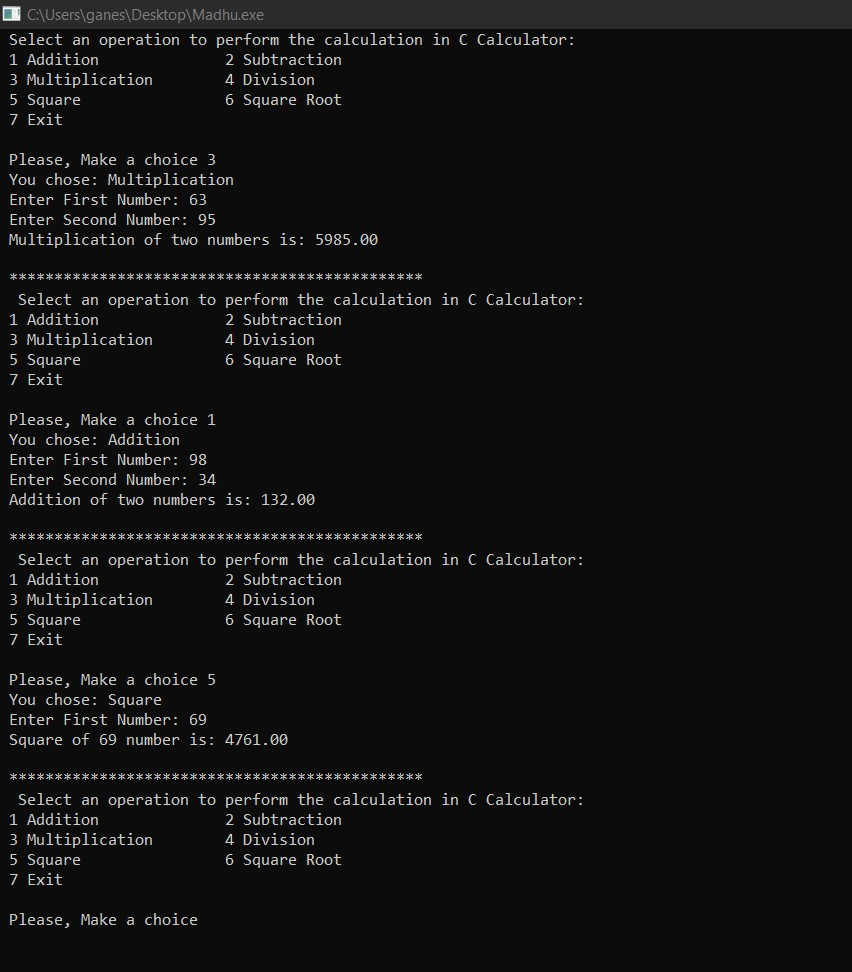 C:\Users\ganes\Desktop\Madhu.exe
Select an operation to perform the calculation in C Calculator:
1 Addition              2 Subtraction
3 Multiplication        4 Division
5 Square                6 Square Root
7 Exit

Please, Make a choice 3
You chose: Multiplication
Enter First Number: 63
Enter Second Number: 95
Multiplication of two numbers is: 5985.00

**********************************************
 Select an operation to perform the calculation in C Calculator:
1 Addition              2 Subtraction
3 Multiplication        4 Division
5 Square                6 Square Root
7 Exit

Please, Make a choice 1
You chose: Addition
Enter First Number: 98
Enter Second Number: 34
Addition of two numbers is: 132.00

**********************************************
 Select an operation to perform the calculation in C Calculator:
1 Addition              2 Subtraction
3 Multiplication        4 Division
5 Square                6 Square Root
7 Exit

Please, Make a choice 5
You chose: Square
Enter First Number: 69
Square of 69 number is: 4761.00

**********************************************
 Select an operation to perform the calculation in C Calculator:
1 Addition              2 Subtraction
3 Multiplication        4 Division
5 Square                6 Square Root
7 Exit

Please, Make a choice